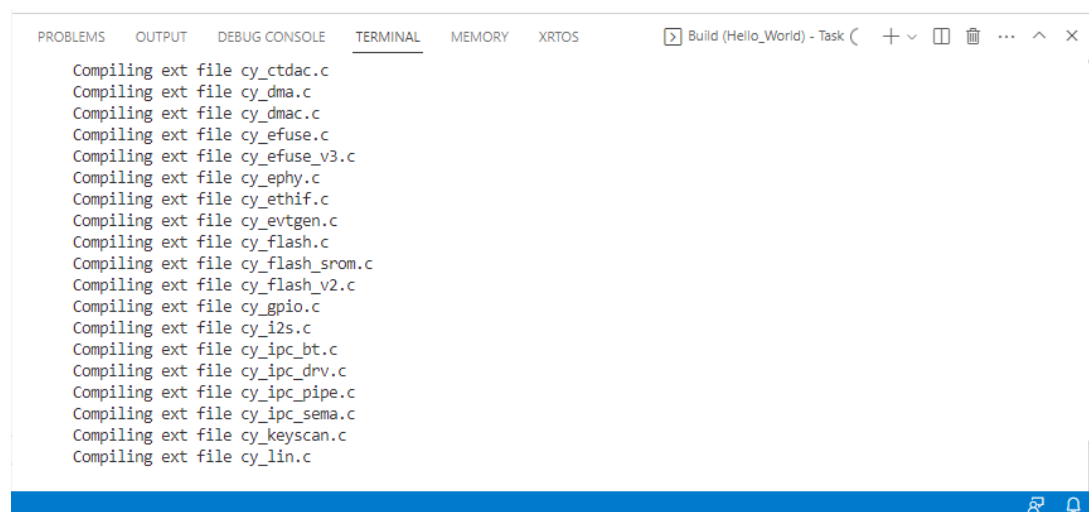 PROBLEMS OUTPUT DEBUG CONSOLE TERMINAL MEMORY XRTOS Build (Hello_World) - Task
Compiling ext file cy_ctdac.c
Compiling ext file cy_dma.c
Compiling ext file cy_dmac.c
Compiling ext file cy_efuse.c
Compiling ext file cy_efuse_v3.c
Compiling ext file cy_ephy.c
Compiling ext file cy_ethif.c
Compiling ext file cy_evtgen.c
Compiling ext file cy_flash.c
Compiling ext file cy_flash_srom.c
Compiling ext file cy_flash_v2.c
Compiling ext file cy_gpio.c
Compiling ext file cy_i2s.c
Compiling ext file cy_ipc_bt.c
Compiling ext file cy_ipc_drv.c
Compiling ext file cy_ipc_pipe.c
Compiling ext file cy_ipc_sema.c
Compiling ext file cy_keyscan.c
Compiling ext file cy_lin.c